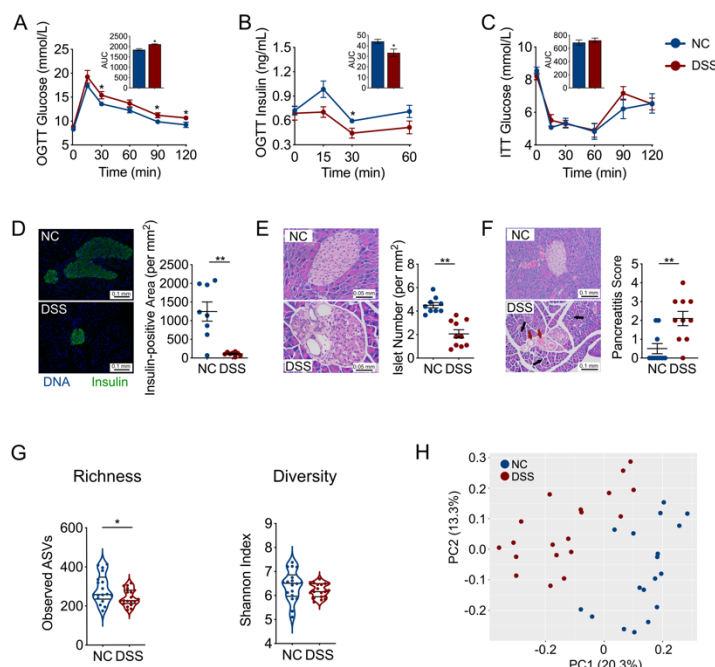 A
OGTT Glucose (mmol/L)
25
20
15
10
5
0 30 60 90 120
Time (min)
AUC
2500
2000
1500
1000
500
0
*
*
*
*
B
OGTT Insulin (ng/mL)
1.5
1.2
0.9
0.6
0.3
0 15 30 60
Time (min)
AUC
50
40
30
20
10
0
*
*
C
ITT Glucose (mmol/L)
15
10
5
0
0 30 60 90 120
Time (min)
AUC
800
600
400
200
0
NC
DSS
D
NC
0.1 mm
DSS
0.1 mm
DNA Insulin
Insulin-positive Area (per mm²)
2500
2000
1500
1000
500
0
**
NC DSS
E
NC
0.05 mm
DSS
0.05 mm
Islet Number (per mm²)
8
6
4
2
0
**
NC DSS
F
NC
0.1 mm
DSS
0.1 mm
Pancreatitis Score
5
4
3
2
1
0
**
NC DSS
G
Richness
Observed ASVs
600
400
200
0
*
NC DSS
Diversity
Shannon Index
9
8
7
6
5
4
NC DSS
H
NC
DSS
PC2 (13.3%)
0.3
0.2
0.1
0.0
-0.1
-0.2
-0.2 0 0.2
PC1 (20.3%)